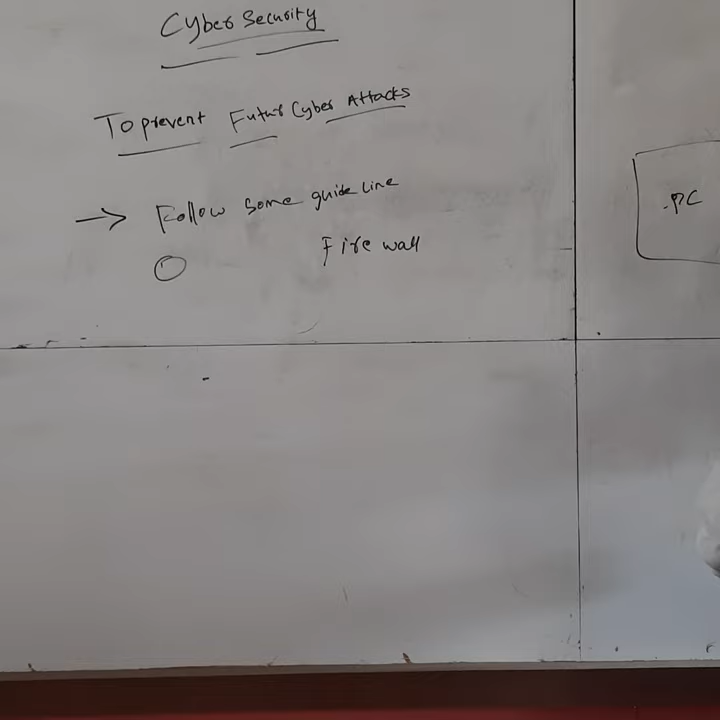 Cyber Security
To prevent Future Cyber Attacks
→ Follow some guide line
Fire wall
PC